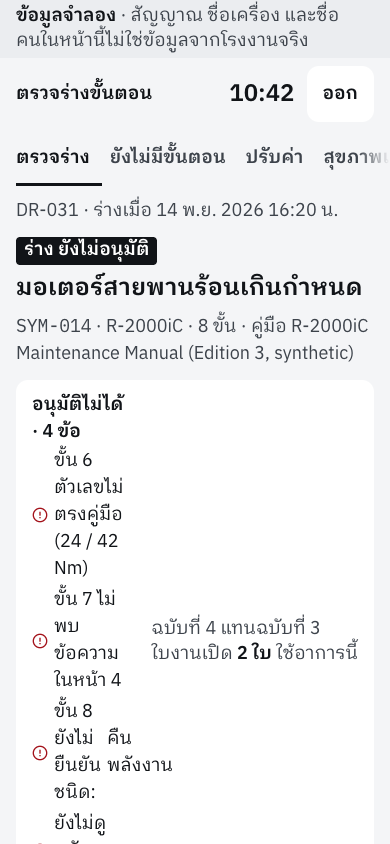 ข้อมูลจำลอง · สัญญาณ ชื่อเครื่อง และชื่อ
คนในหน้านี้ไม่ใช่ข้อมูลจากโรงงานจริง
ตรวจร่างขั้นตอน 10:42 ออก
ตรวจร่าง ยังไม่มีขั้นตอน ปรับค่า สุขภาพ
DR-031 · ร่างเมื่อ 14 พ.ย. 2026 16:20 น.
ร่าง ยังไม่อนุมัติ
มอเตอร์สายพานร้อนเกินกำหนด
SYM-014 · R-2000iC · 8 ขั้น · คู่มือ R-2000iC
Maintenance Manual (Edition 3, synthetic)
อนุมัติไม่ได้
· 4 ข้อ
ขั้น 6
ตัวเลขไม่
ตรงคู่มือ
(24 / 42
Nm)
ขั้น 7 ไม่
พบ
ข้อความ
ในหน้า 4
ฉบับที่ 4 แทนฉบับที่ 3
ใบงานเปิด 2 ใบ ใช้อาการนี้
ขั้น 8
ยังไม่ คืน
ยืนยัน พลังงาน
ชนิด:
ยังไม่ดู